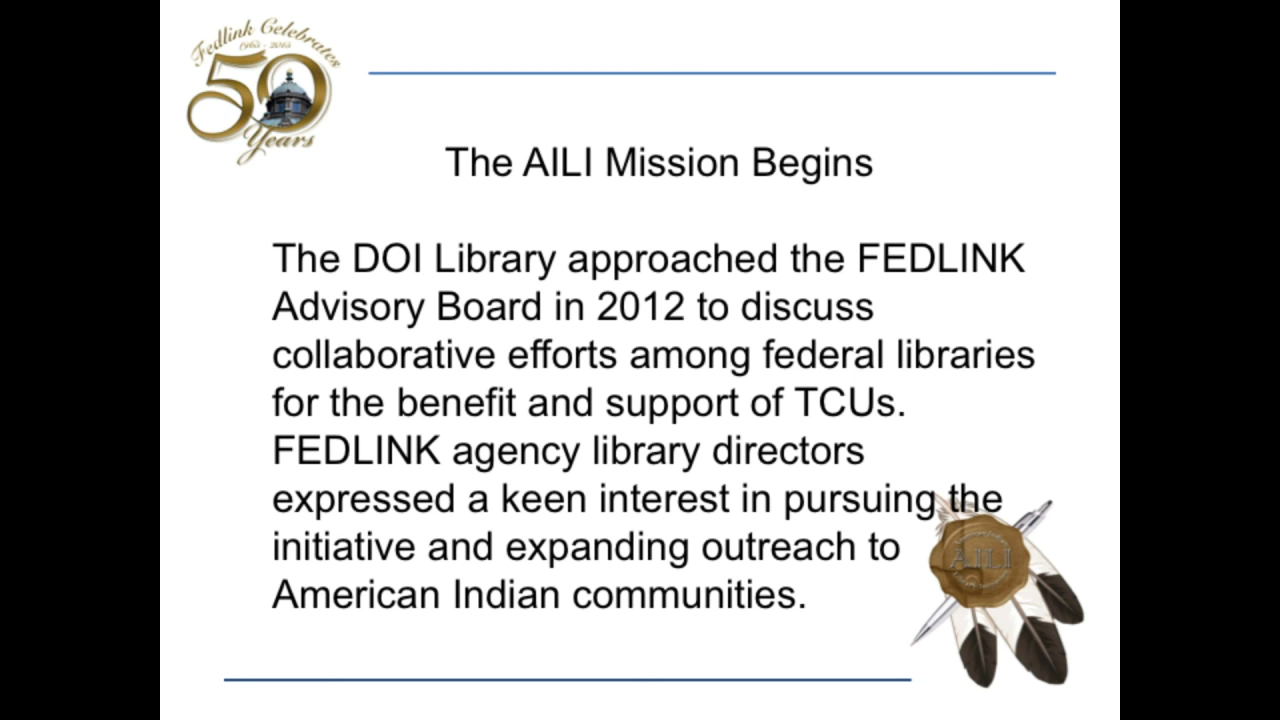 Fedlink Celebrates
1965 - 2015
50
Years
The AILI Mission Begins
The DOI Library approached the FEDLINK
Advisory Board in 2012 to discuss
collaborative efforts among federal libraries
for the benefit and support of TCUs.
FEDLINK agency library directors
expressed a keen interest in pursuing the
initiative and expanding outreach to
American Indian communities.
AILI